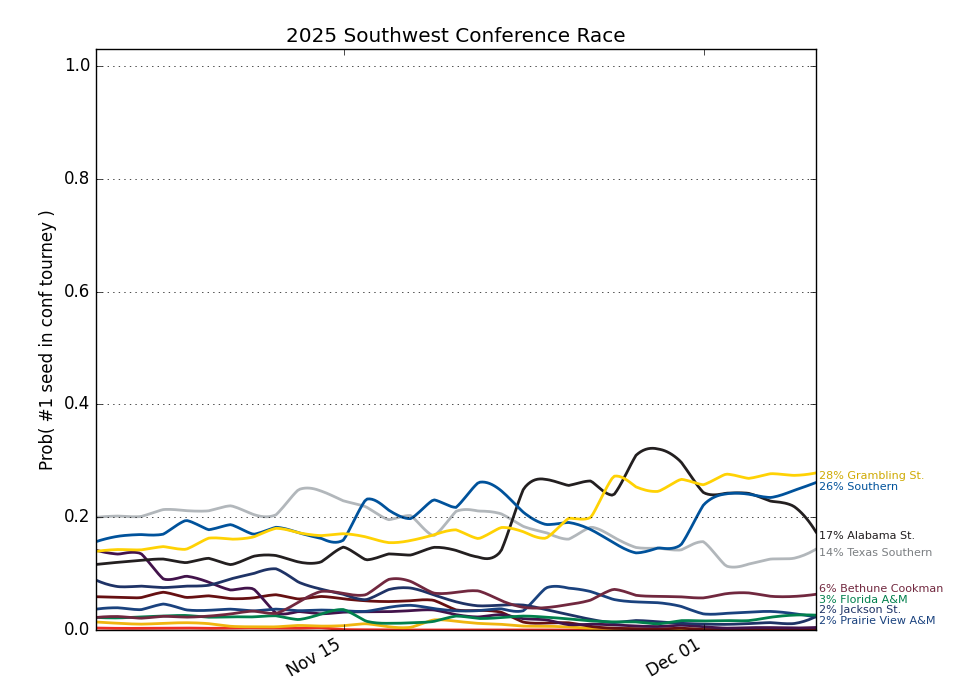 2025 Southwest Conference Race
Prob( #1 seed in conf tourney )
1.0
0.8
0.6
0.4
0.2
0.0
Nov 15
Dec 01
28% Grambling St.
26% Southern
17% Alabama St.
14% Texas Southern
6% Bethune Cookman
3% Florida A&M
2% Jackson St.
2% Prairie View A&M